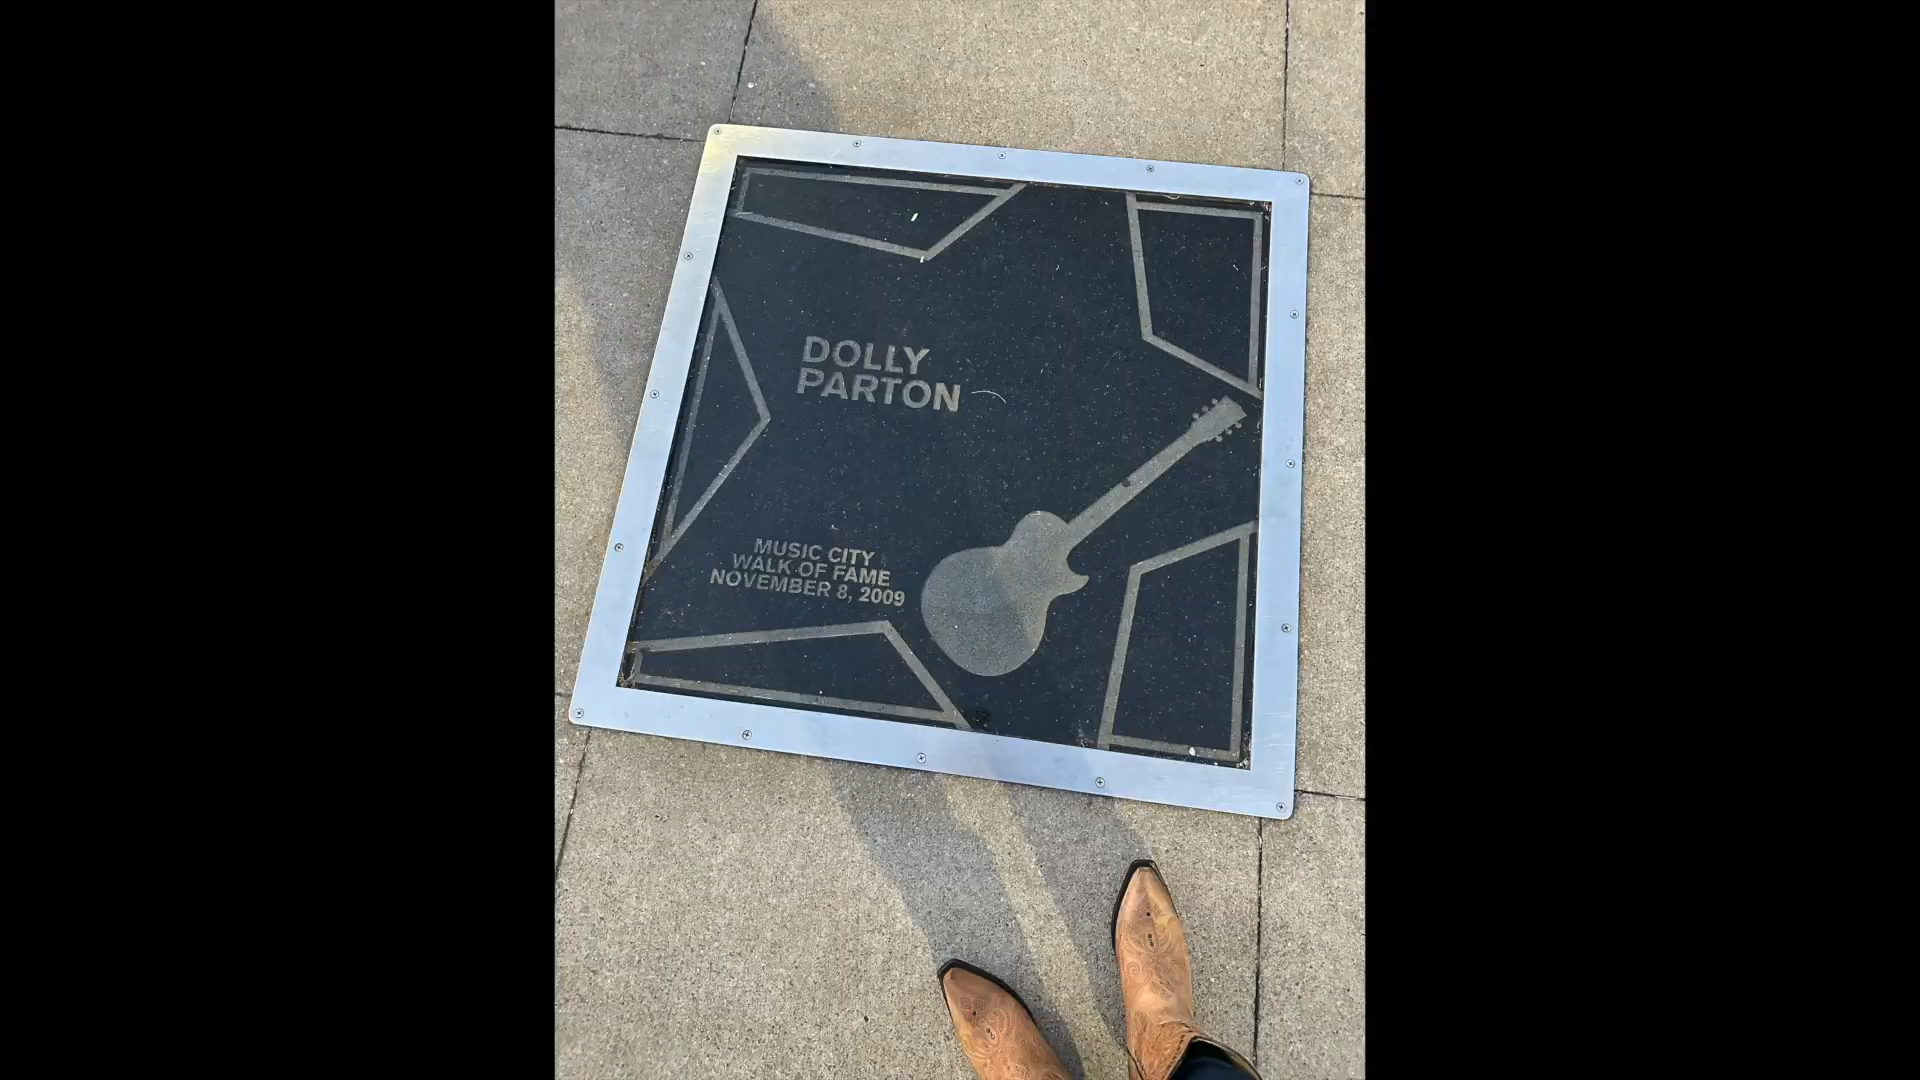 DOLLY
PARTON
MUSIC CITY
WALK OF FAME
NOVEMBER 8, 2009